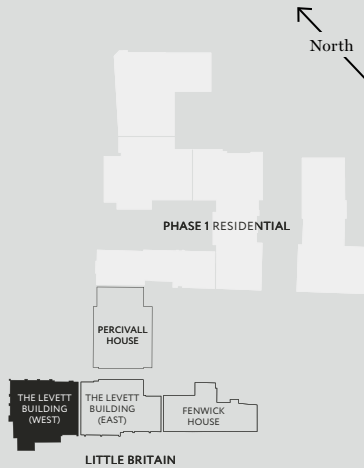 North
PHASE 1 RESIDENTIAL
PERCIVALL
HOUSE
THE LEVETT
BUILDING
(WEST)
THE LEVETT
BUILDING
(EAST)
FENWICK
HOUSE
LITTLE BRITAIN